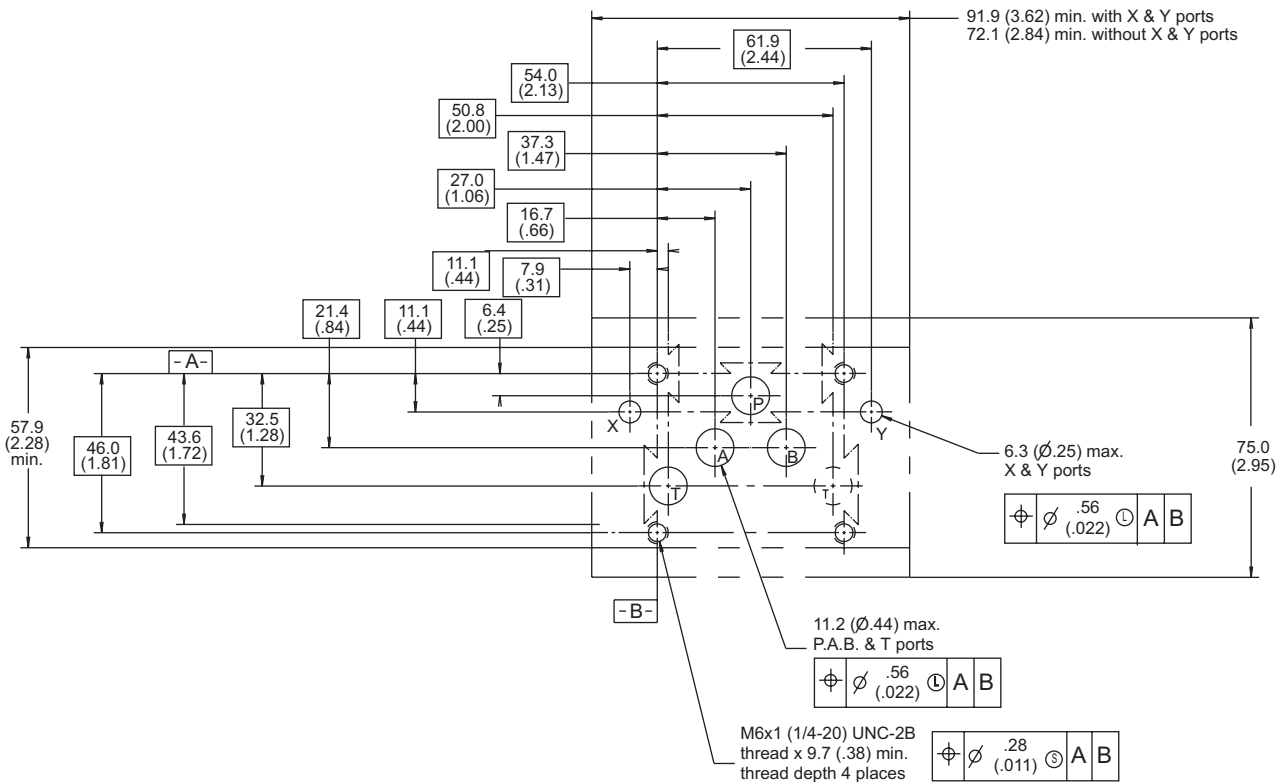 91.9 (3.62) min. with X & Y ports
72.1 (2.84) min. without X & Y ports
61.9
(2.44)
54.0
(2.13)
50.8
(2.00)
37.3
(1.47)
27.0
(1.06)
16.7
(.66)
11.1
(.44)
7.9
(.31)
21.4
(.84)
11.1
(.44)
6.4
(.25)
-A-
57.9
(2.28)
min.
46.0
(1.81)
43.6
(1.72)
32.5
(1.28)
X
P
Y
A
B
T
T
6.3 (Ø.25) max.
X & Y ports
⌖ Ø .56 (.022) Ⓛ A B
75.0
(2.95)
-B-
11.2 (Ø.44) max.
P.A.B. & T ports
⌖ Ø .56 (.022) Ⓛ A B
M6x1 (1/4-20) UNC-2B
thread x 9.7 (.38) min.
thread depth 4 places
⌖ Ø .28 (.011) Ⓢ A B